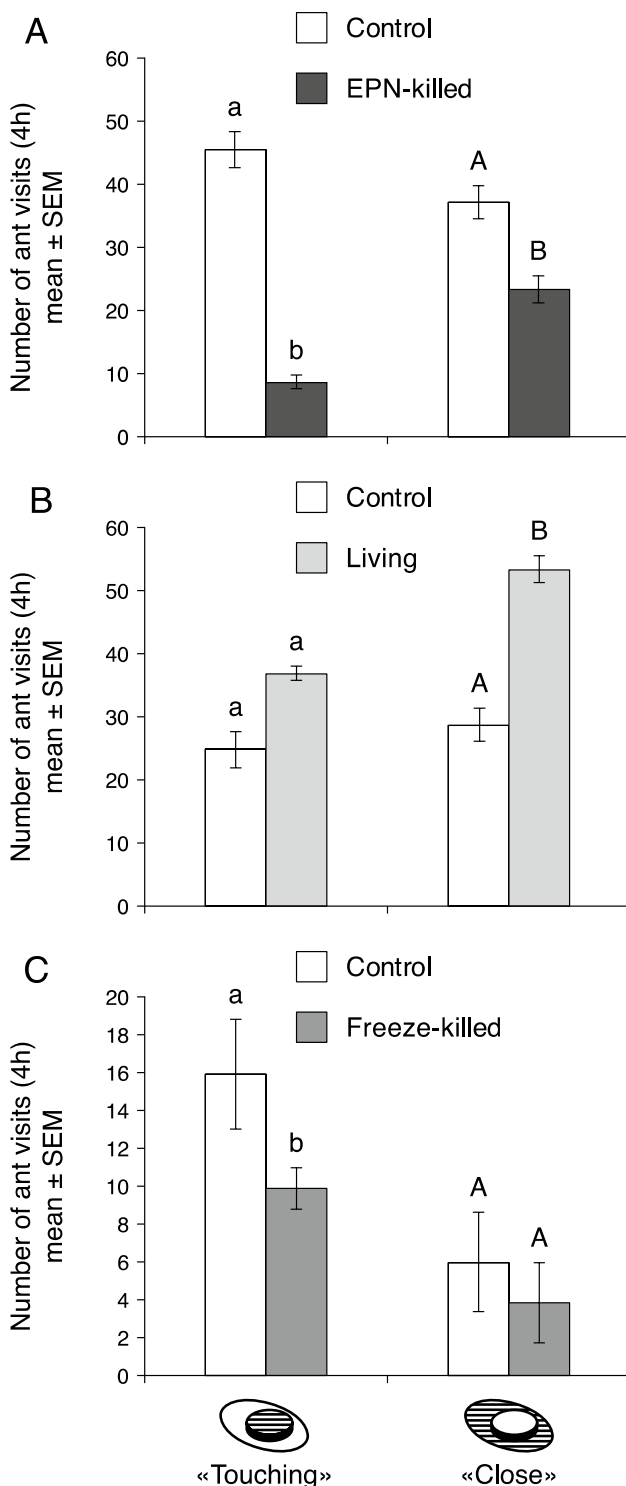 A
Control
EPN-killed
Number of ant visits (4h)
mean ± SEM
60
50
40
30
20
10
0
a
b
A
B
B
Control
Living
Number of ant visits (4h)
mean ± SEM
60
50
40
30
20
10
0
a
a
A
B
C
Control
Freeze-killed
Number of ant visits (4h)
mean ± SEM
20
18
16
14
12
10
8
6
4
2
0
a
b
A
A
«Touching»
«Close»